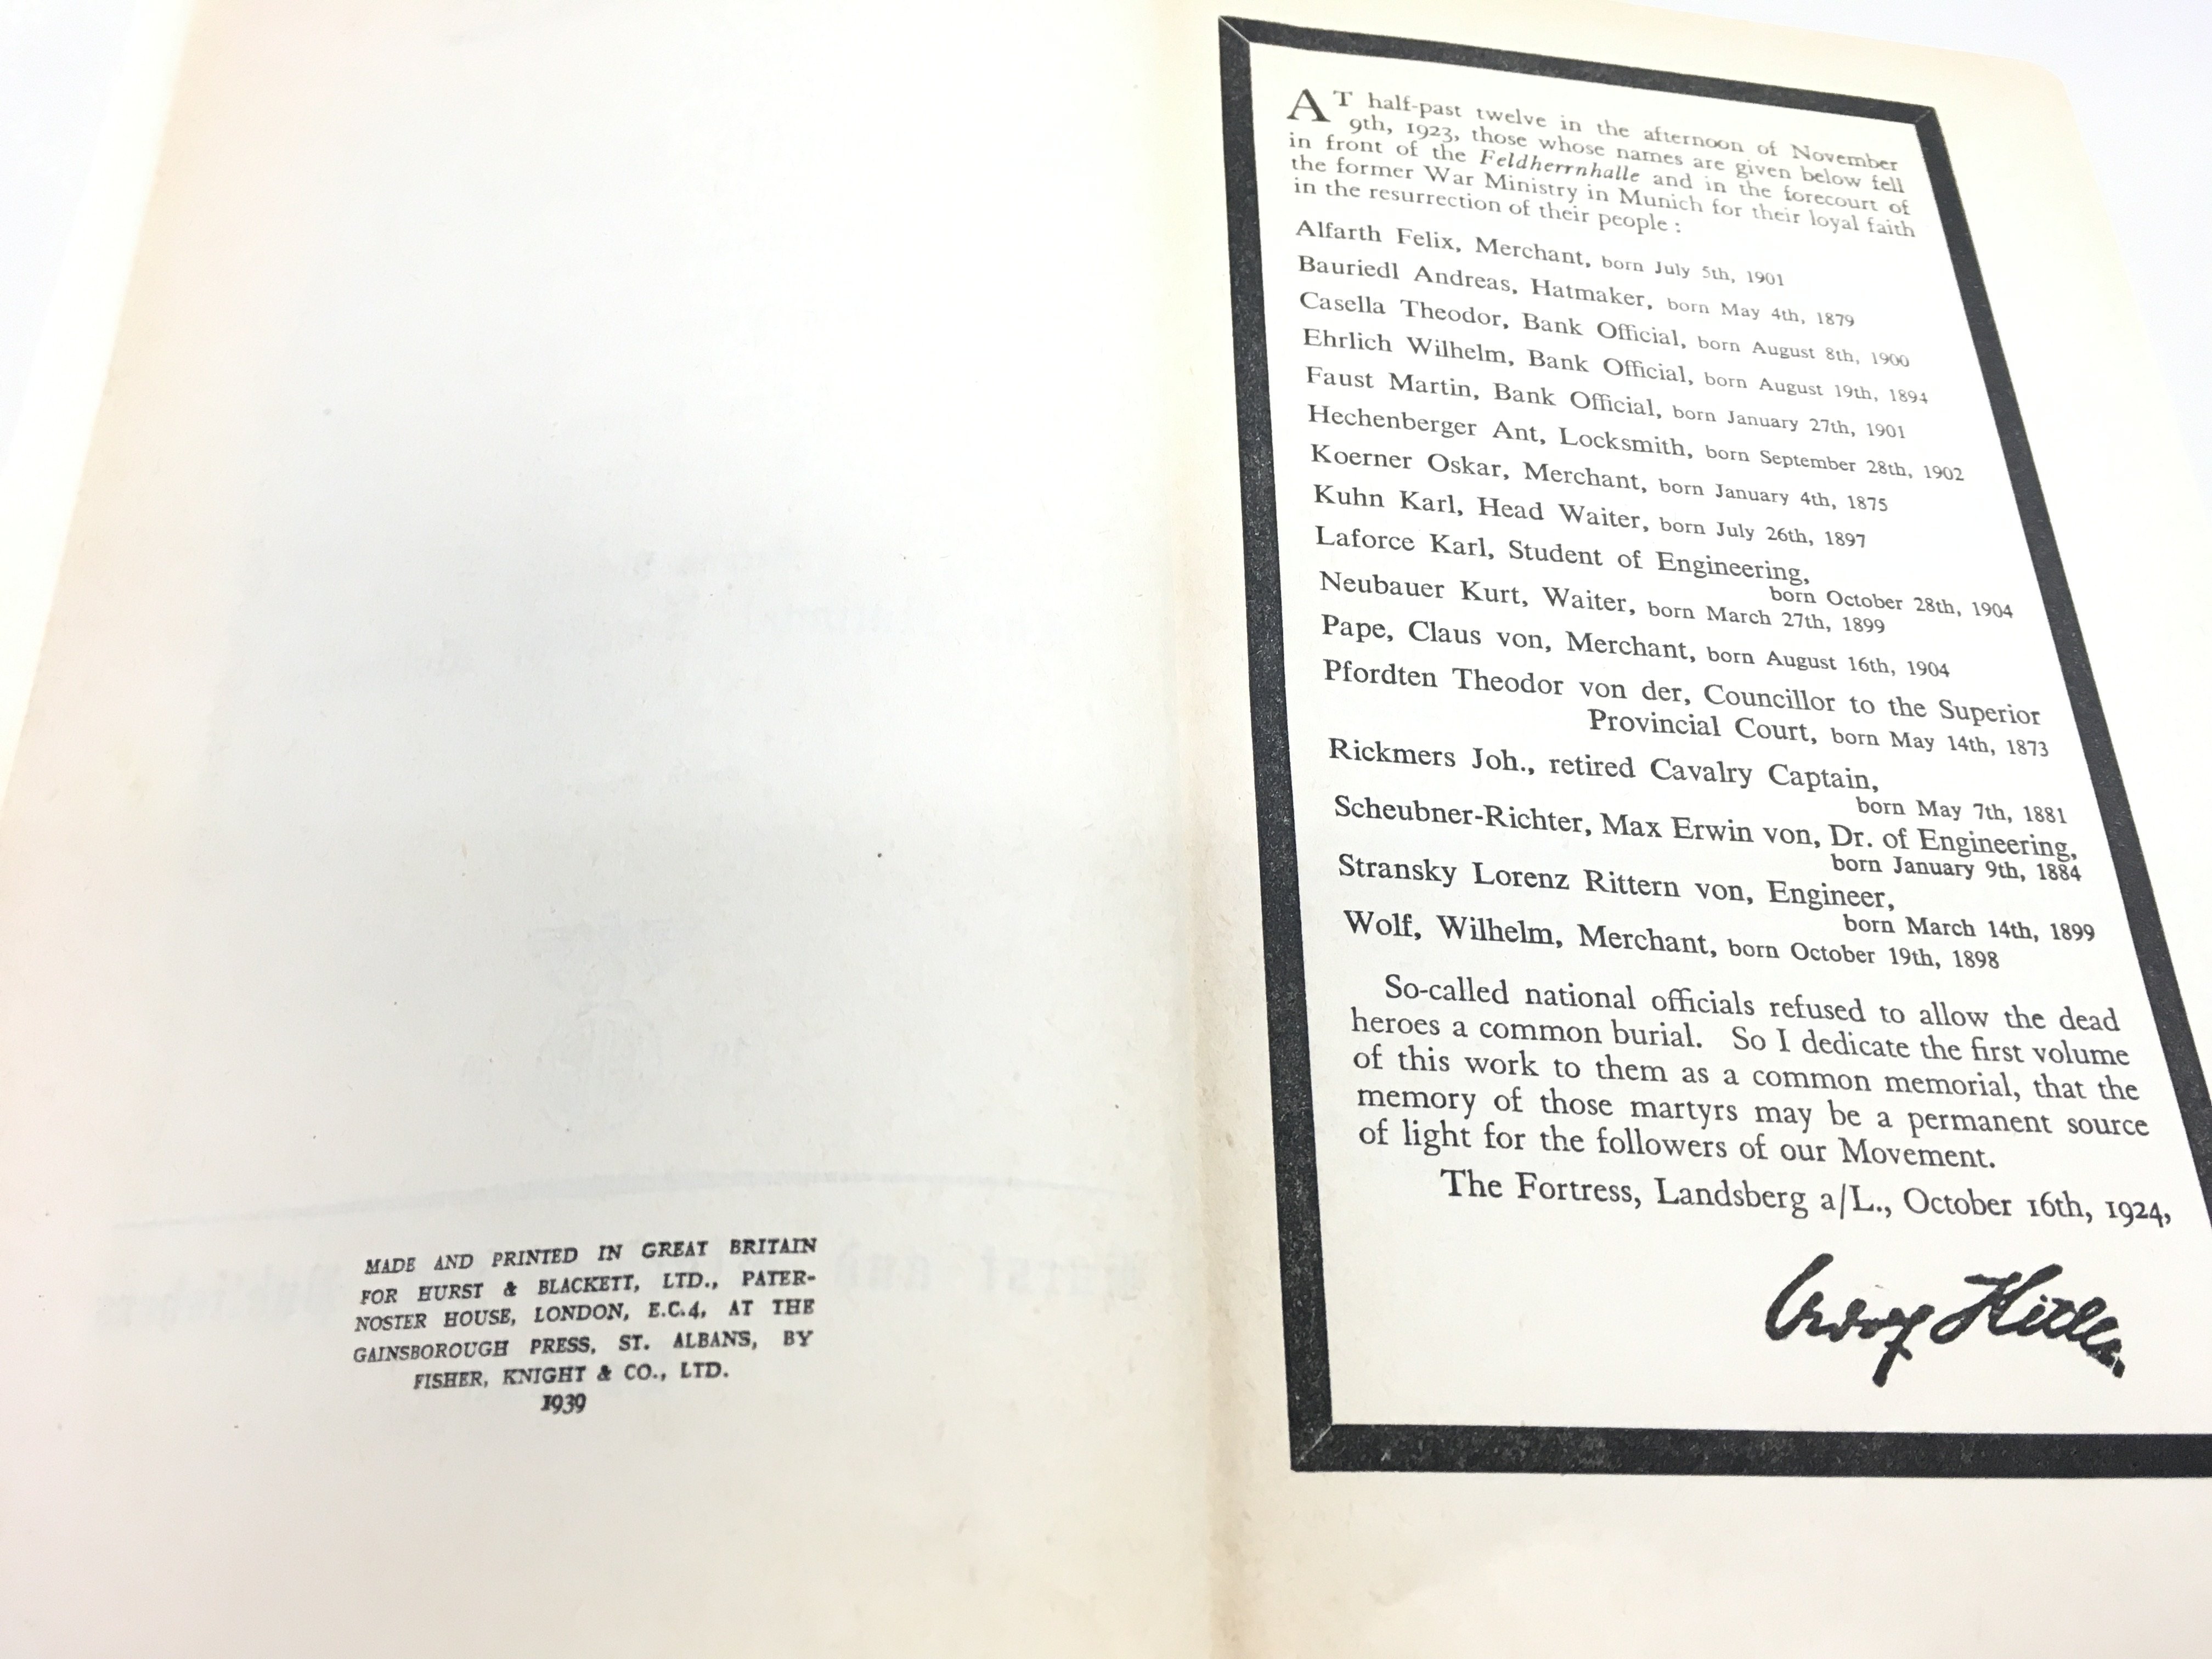 MADE AND PRINTED IN GREAT BRITAIN
FOR HURST & BLACKETT, LTD., PATER-
NOSTER HOUSE, LONDON, E.C.4, AT THE
GAINSBOROUGH PRESS, ST. ALBANS, BY
FISHER, KNIGHT & CO., LTD.
1939
AT half-past twelve in the afternoon of November
9th, 1923, those whose names are given below fell
in front of the Feldherrnhalle and in the forecourt of
the former War Ministry in Munich for their loyal faith
in the resurrection of their people :
Alfarth Felix, Merchant, born July 5th, 1901
Bauriedl Andreas, Hatmaker, born May 4th, 1879
Casella Theodor, Bank Official, born August 8th, 1900
Ehrlich Wilhelm, Bank Official, born August 19th, 1894
Faust Martin, Bank Official, born January 27th, 1901
Hechenberger Ant, Locksmith, born September 28th, 1902
Koerner Oskar, Merchant, born January 4th, 1875
Kuhn Karl, Head Waiter, born July 26th, 1897
Laforce Karl, Student of Engineering,
born October 28th, 1904
Neubauer Kurt, Waiter, born March 27th, 1899
Pape, Claus von, Merchant, born August 16th, 1904
Pfordten Theodor von der, Councillor to the Superior
Provincial Court, born May 14th, 1873
Rickmers Joh., retired Cavalry Captain,
born May 7th, 1881
Scheubner-Richter, Max Erwin von, Dr. of Engineering,
born January 9th, 1884
Stransky Lorenz Rittern von, Engineer,
born March 14th, 1899
Wolf, Wilhelm, Merchant, born October 19th, 1898
So-called national officials refused to allow the dead
heroes a common burial. So I dedicate the first volume
of this work to them as a common memorial, that the
memory of those martyrs may be a permanent source
of light for the followers of our Movement.
The Fortress, Landsberg a/L., October 16th, 1924,
Adolf Hitler